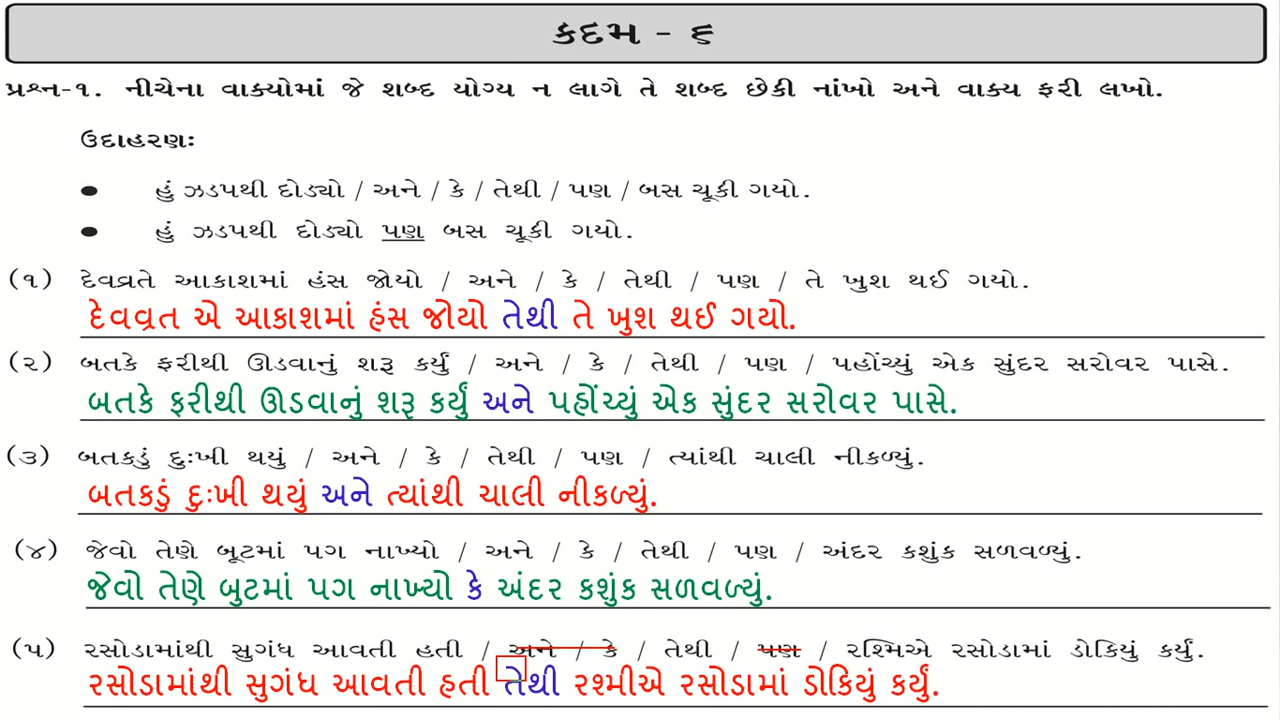 કદમ - ૬
પ્રશ્ન-૧. નીચેના વાક્યોમાં જે શબ્દ યોગ્ય ન લાગે તે શબ્દ છેકી નાંખો અને વાક્ય ફરી લખો.
ઉદાહરણઃ
● હું ઝડપથી દોડ્યો / અને / કે / તેથી / પણ / બસ ચૂકી ગયો.
● હું ઝડપથી દોડ્યો પણ બસ ચૂકી ગયો.
(૧) દેવવ્રતે આકાશમાં હંસ જોયો / અને / કે / તેથી / પણ / તે ખુશ થઈ ગયો.
દેવવ્રત એ આકાશમાં હંસ જોયો તેથી તે ખુશ થઈ ગયો.
(૨) બતકે ફરીથી ઊડવાનું શરૂ કર્યું / અને / કે / તેથી / પણ / પહોંચ્યું એક સુંદર સરોવર પાસે.
બતકે ફરીથી ઊડવાનું શરૂ કર્યું અને પહોંચ્યું એક સુંદર સરોવર પાસે.
(૩) બતકડું દુઃખી થયું / અને / કે / તેથી / પણ / ત્યાંથી ચાલી નીકળ્યું.
બતકડું દુઃખી થયું અને ત્યાંથી ચાલી નીકળ્યું.
(૪) જેવો તેણે બૂટમાં પગ નાખ્યો / અને / કે / તેથી / પણ / અંદર કશુંક સળવળ્યું.
જેવો તેણે બુટમાં પગ નાખ્યો કે અંદર કશુંક સળવળ્યું.
(૫) રસોડામાંથી સુગંધ આવતી હતી / અને / કે / તેથી / પણ / રશ્મિએ રસોડામાં ડોકિયું કર્યું.
રસોડામાંથી સુગંધ આવતી હતી તેથી રશ્મીએ રસોડામાં ડોકિયું કર્યું.